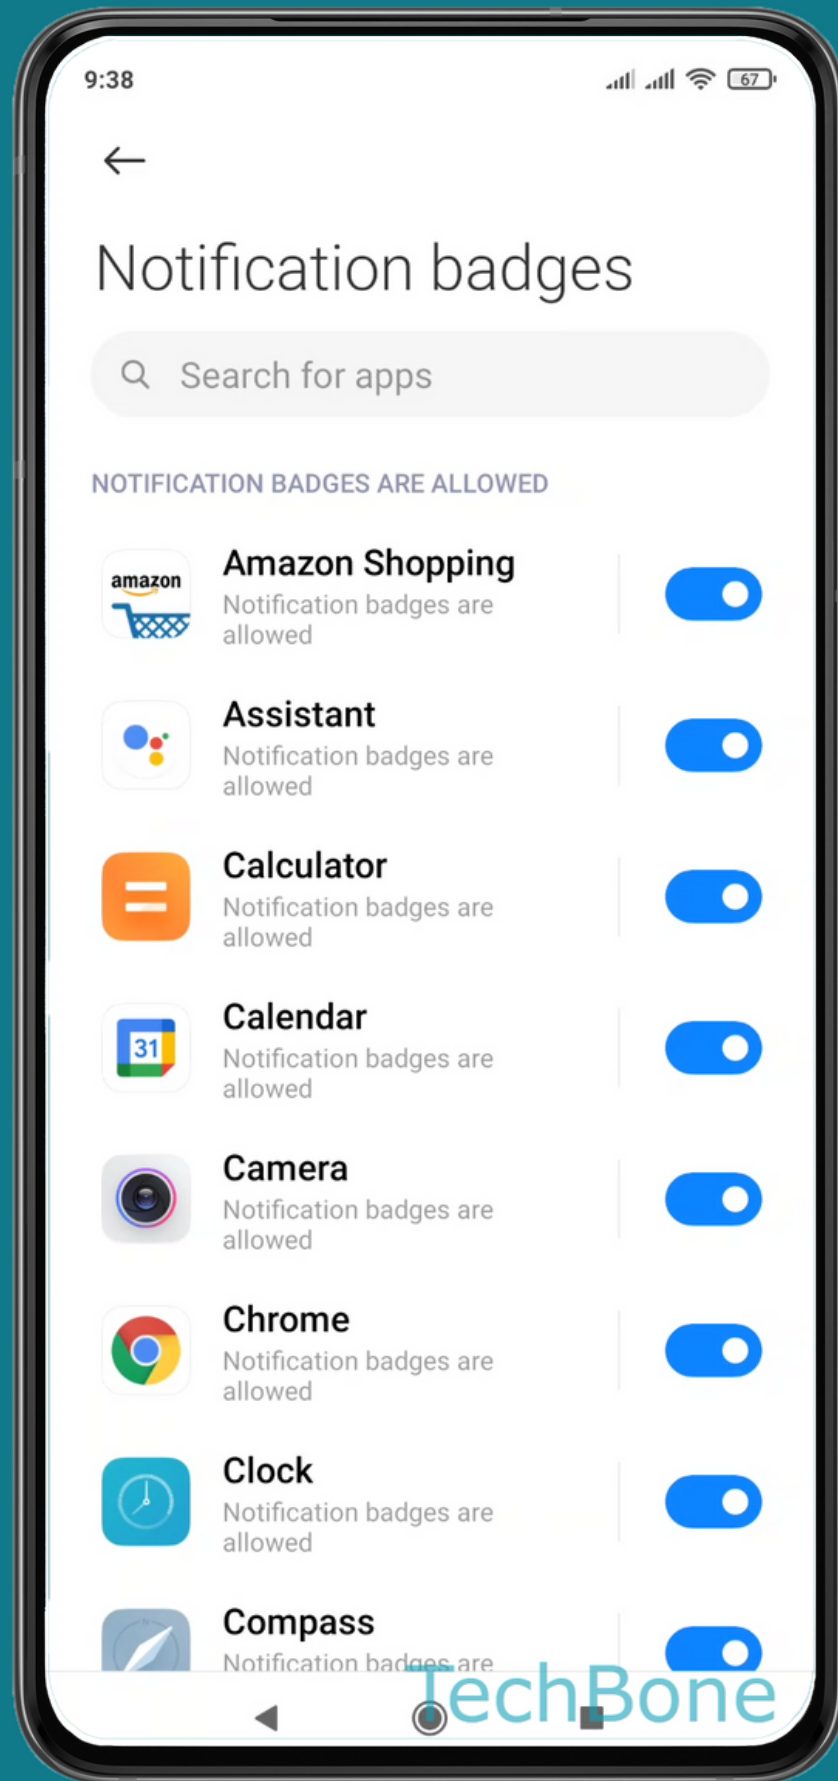 9:38
67
Notification badges
Search for apps
NOTIFICATION BADGES ARE ALLOWED
amazon
Amazon Shopping
Notification badges are
allowed
Assistant
Notification badges are
allowed
Calculator
Notification badges are
allowed
31
Calendar
Notification badges are
allowed
Camera
Notification badges are
allowed
Chrome
Notification badges are
allowed
Clock
Notification badges are
allowed
N
Compass
Notification badges are
TechBone